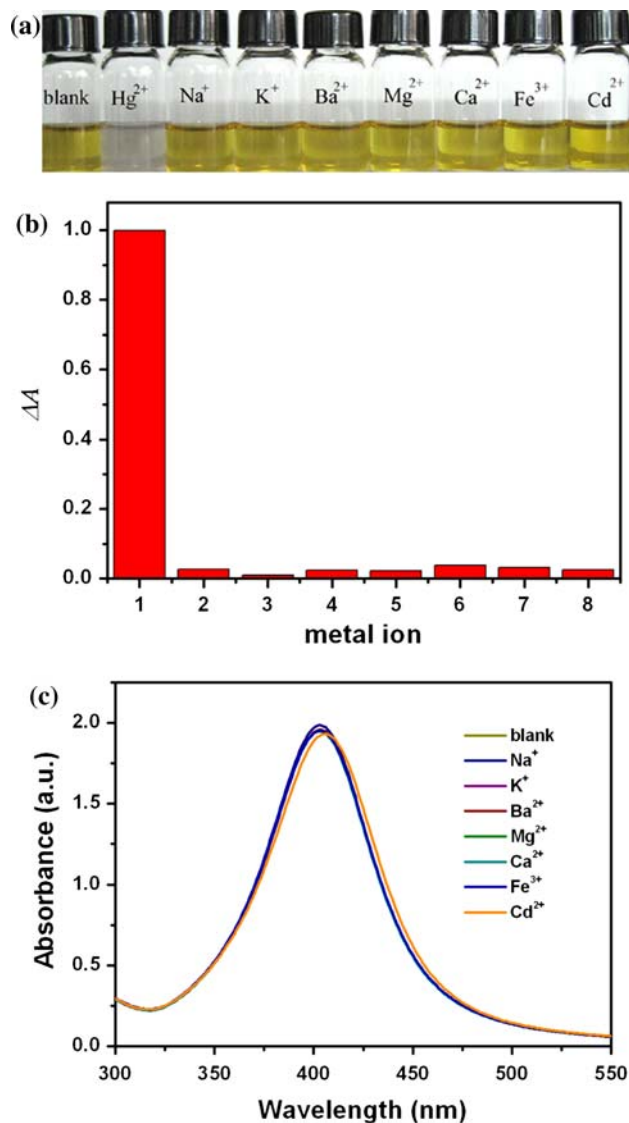 (a)
blank Hg²⁺ Na⁺ K⁺ Ba²⁺ Mg²⁺ Ca²⁺ Fe³⁺ Cd²⁺
(b)
1.0
0.8
0.6
0.4
0.2
0.0
ΔA
1 2 3 4 5 6 7 8
metal ion
(c)
2.0
1.5
1.0
0.5
0.0
Absorbance (a.u.)
blank
Na⁺
K⁺
Ba²⁺
Mg²⁺
Ca²⁺
Fe³⁺
Cd²⁺
300 350 400 450 500 550
Wavelength (nm)